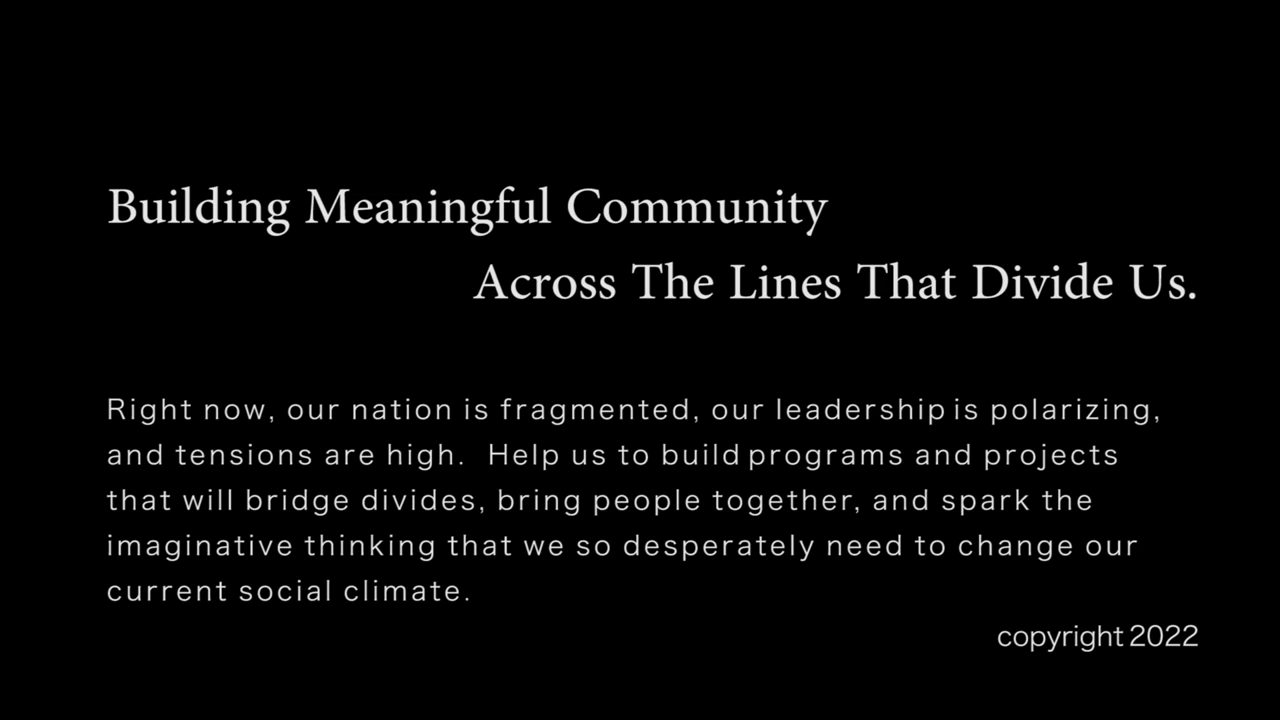 Building Meaningful Community
Across The Lines That Divide Us.
Right now, our nation is fragmented, our leadership is polarizing,
and tensions are high.  Help us to build programs and projects
that will bridge divides, bring people together, and spark the
imaginative thinking that we so desperately need to change our
current social climate.
copyright 2022